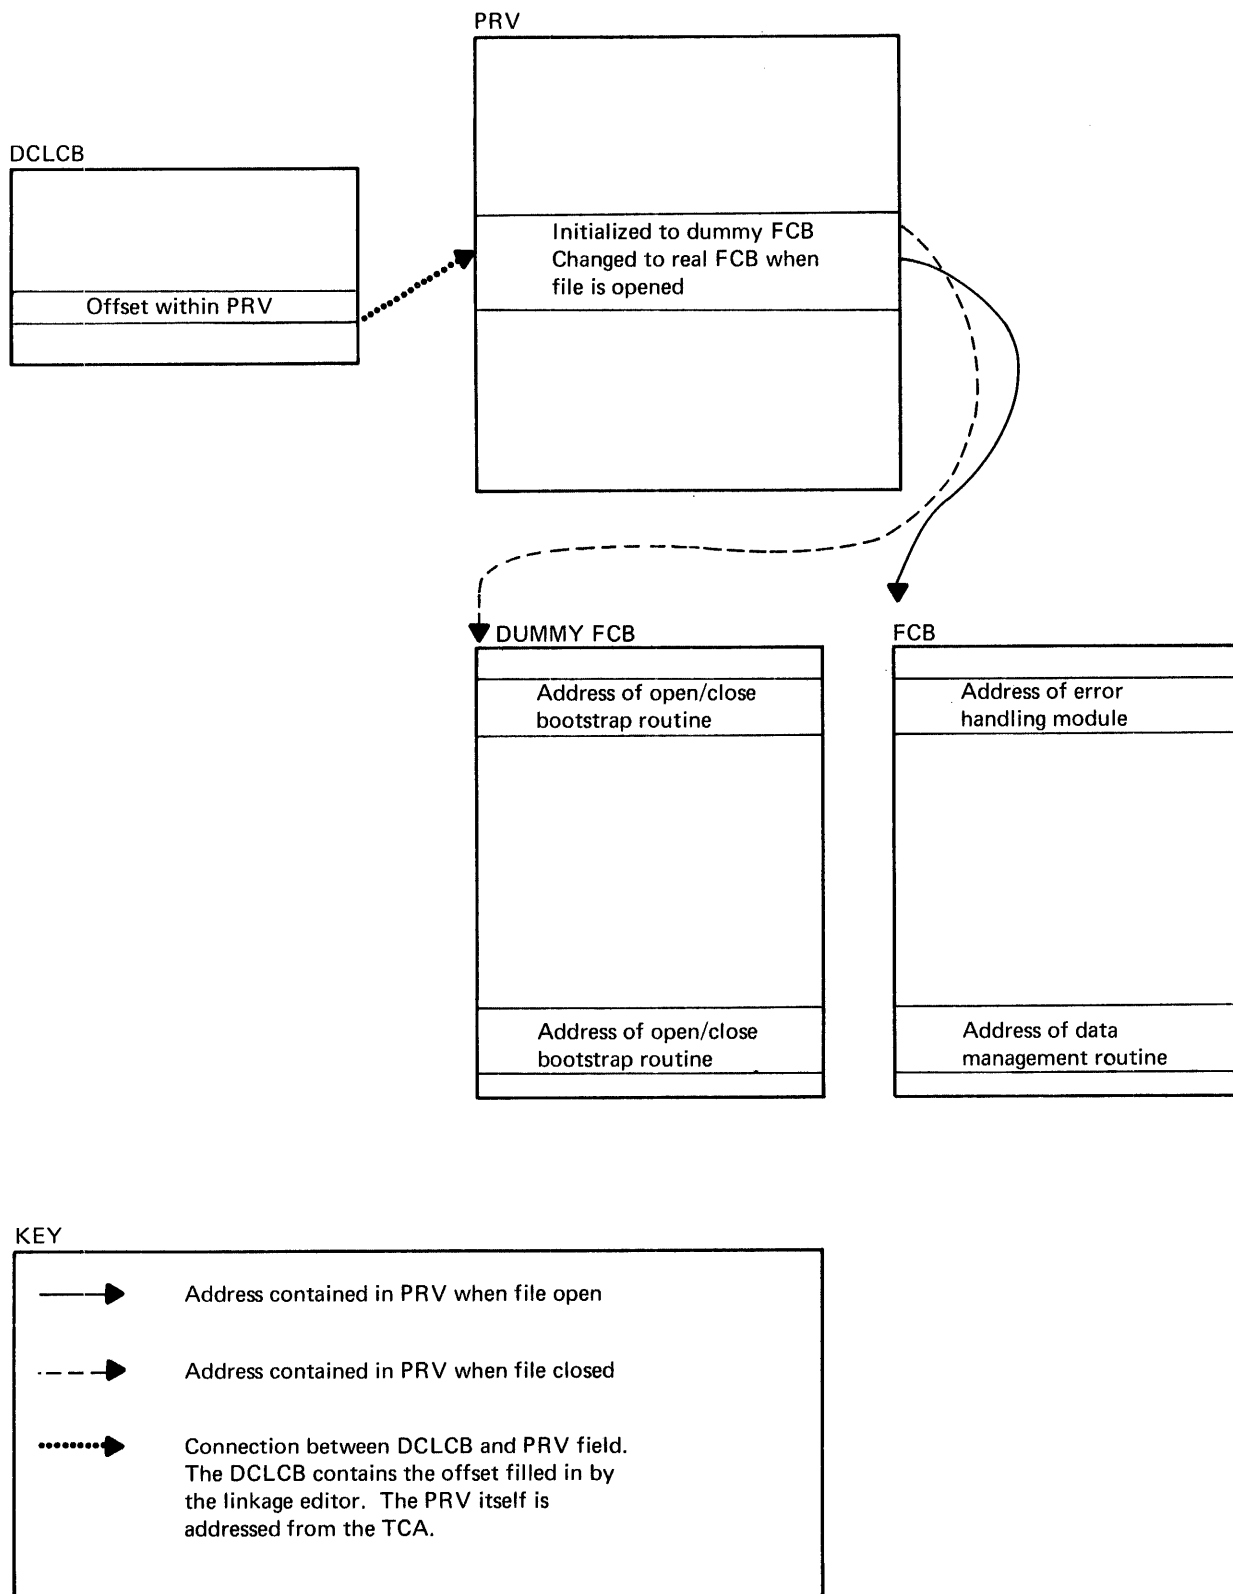 PRV
DCLCB
Initialized to dummy FCB
Changed to real FCB when
file is opened
Offset within PRV
DUMMY FCB
Address of open/close
bootstrap routine
Address of open/close
bootstrap routine
FCB
Address of error
handling module
Address of data
management routine
KEY
Address contained in PRV when file open
Address contained in PRV when file closed
Connection between DCLCB and PRV field.
The DCLCB contains the offset filled in by
the linkage editor. The PRV itself is
addressed from the TCA.